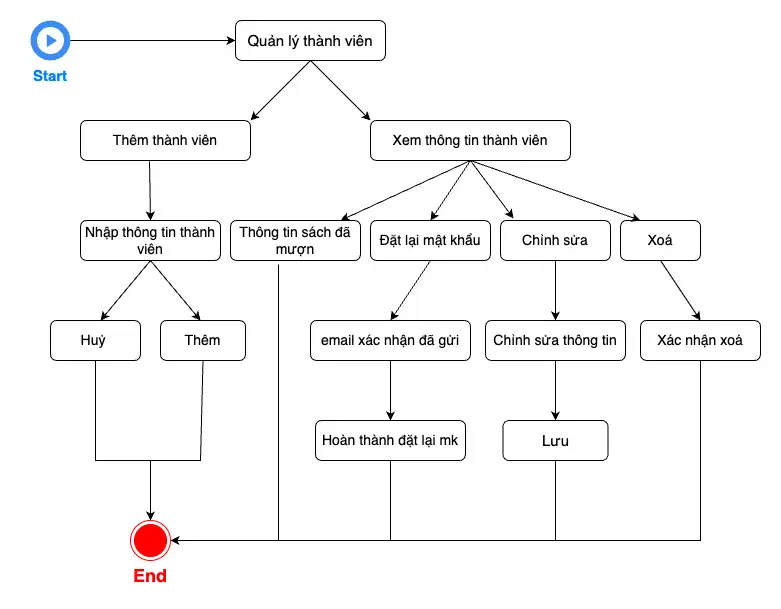 Quản lý thành viên
Start
Thêm thành viên
Xem thông tin thành viên
Nhập thông tin thành
viên
Thông tin sách đã
mượn
Đặt lại mật khẩu
Chỉnh sửa
Xoá
Huỷ
Thêm
email xác nhận đã gửi
Chỉnh sửa thông tin
Xác nhận xoá
Hoàn thành đặt lại mk
Lưu
End